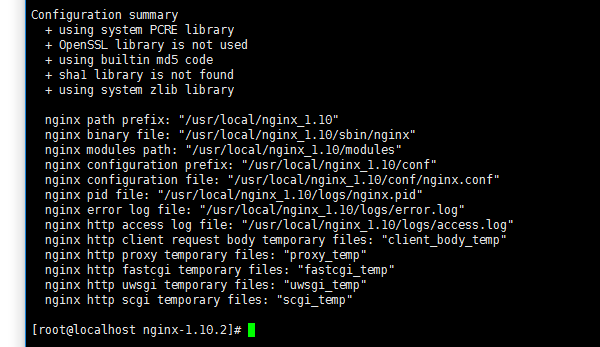 Configuration summary
+ using system PCRE library
+ OpenSSL library is not used
+ using builtin md5 code
+ sha1 library is not found
+ using system zlib library
nginx path prefix: "/usr/local/nginx_1.10"
nginx binary file: "/usr/local/nginx_1.10/sbin/nginx"
nginx modules path: "/usr/local/nginx_1.10/modules"
nginx configuration prefix: "/usr/local/nginx_1.10/conf"
nginx configuration file: "/usr/local/nginx_1.10/conf/nginx.conf"
nginx pid file: "/usr/local/nginx_1.10/logs/nginx.pid"
nginx error log file: "/usr/local/nginx_1.10/logs/error.log"
nginx http access log file: "/usr/local/nginx_1.10/logs/access.log"
nginx http client request body temporary files: "client_body_temp"
nginx http proxy temporary files: "proxy_temp"
nginx http fastcgi temporary files: "fastcgi_temp"
nginx http uwsgi temporary files: "uwsgi_temp"
nginx http scgi temporary files: "scgi_temp"
[root@localhost nginx-1.10.2]#